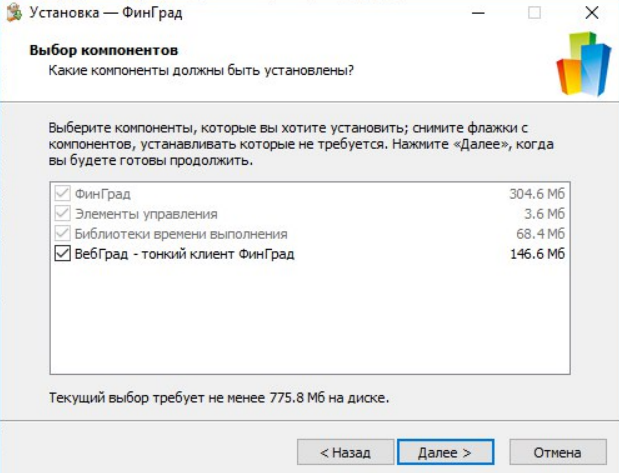 Установка — ФинГрад
Выбор компонентов
Какие компоненты должны быть установлены?
Выберите компоненты, которые вы хотите установить; снимите флажки с
компонентов, устанавливать которые не требуется. Нажмите «Далее», когда
вы будете готовы продолжить.
ФинГрад 304.6 Мб
Элементы управления 3.6 Мб
Библиотеки времени выполнения 68.4 Мб
ВебГрад - тонкий клиент ФинГрад 146.6 Мб
Текущий выбор требует не менее 775.8 Мб на диске.
< Назад Далее > Отмена